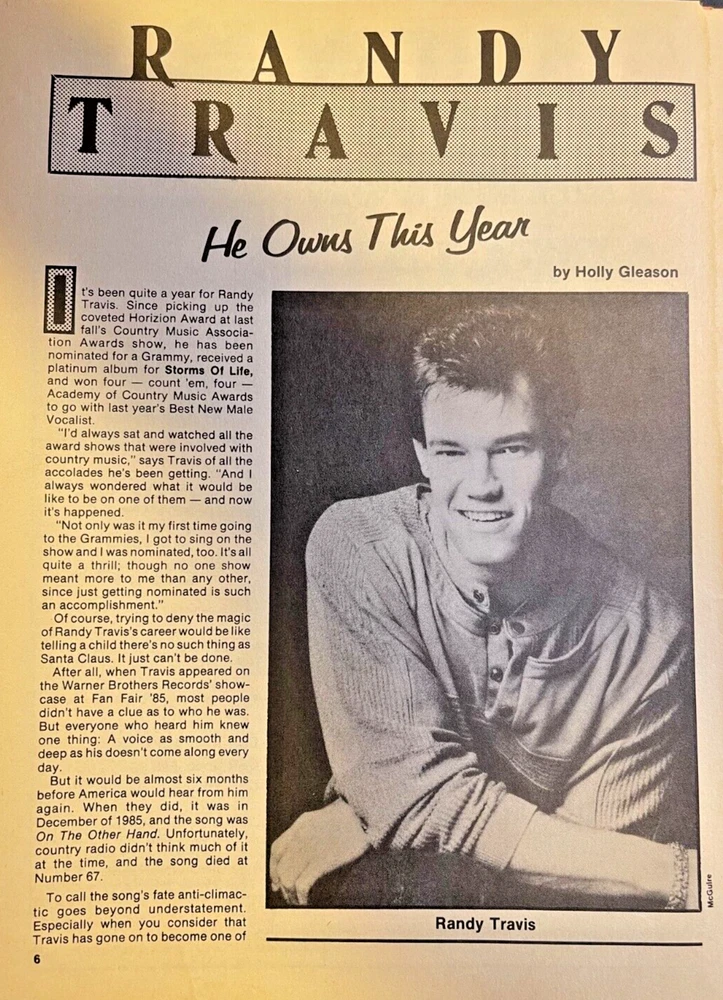 RANDY
TRAVIS
He Owns This Year
by Holly Gleason
It's been quite a year for Randy
Travis. Since picking up the
coveted Horizion Award at last
fall's Country Music Associa-
tion Awards show, he has been
nominated for a Grammy, received a
platinum album for Storms Of Life,
and won four — count 'em, four —
Academy of Country Music Awards
to go with last year's Best New Male
Vocalist.
"I'd always sat and watched all the
award shows that were involved with
country music," says Travis of all the
accolades he's been getting. "And I
always wondered what it would be
like to be on one of them — and now
it's happened.
"Not only was it my first time going
to the Grammies, I got to sing on the
show and I was nominated, too. It's all
quite a thrill; though no one show
meant more to me than any other,
since just getting nominated is such
an accomplishment."
Of course, trying to deny the magic
of Randy Travis's career would be like
telling a child there's no such thing as
Santa Claus. It just can't be done.
After all, when Travis appeared on
the Warner Brothers Records' show-
case at Fan Fair '85, most people
didn't have a clue as to who he was.
But everyone who heard him knew
one thing: A voice as smooth and
deep as his doesn't come along every
day.
But it would be almost six months
before America would hear from him
again. When they did, it was in
December of 1985, and the song was
On The Other Hand. Unfortunately,
country radio didn't think much of it
at the time, and the song died at
Number 67.
To call the song's fate anti-climac-
tic goes beyond understatement.
Especially when you consider that
Travis has gone on to become one of
McGuire
Randy Travis
6